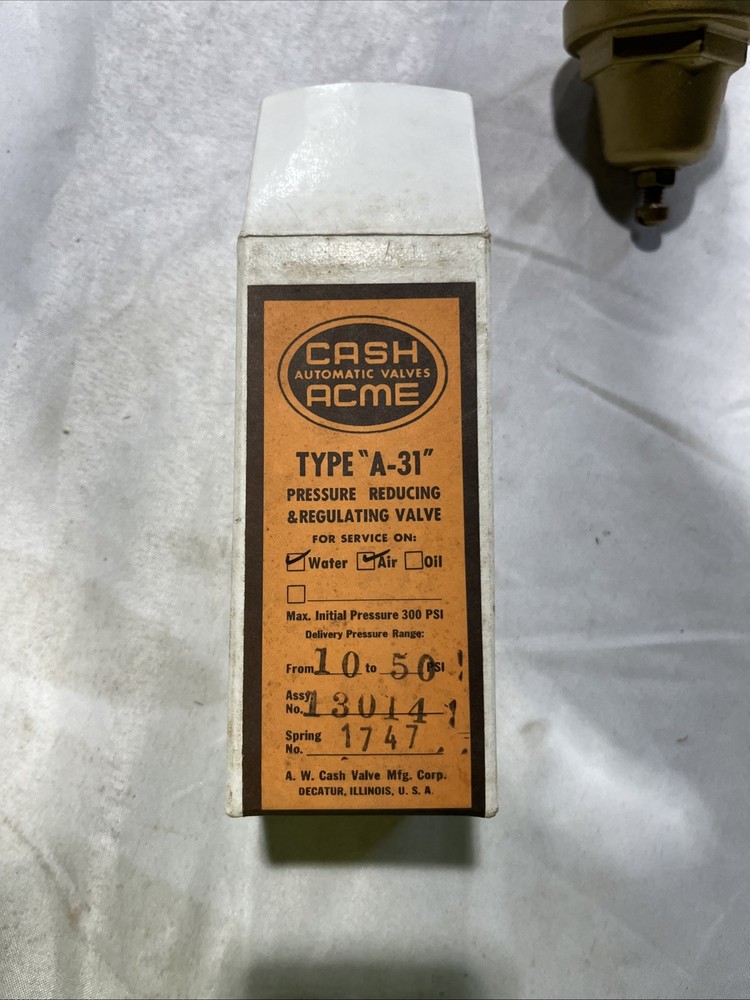 CASH
AUTOMATIC VALVES
ACME
TYPE "A-31"
PRESSURE REDUCING
&REGULATING VALVE
FOR SERVICE ON:
Water Air Oil
Max. Initial Pressure 300 PSI
Delivery Pressure Range:
From 10 to 50 PSI
Assy. No. 13014
Spring No. 1747
A. W. Cash Valve Mfg. Corp.
DECATUR, ILLINOIS, U. S. A.